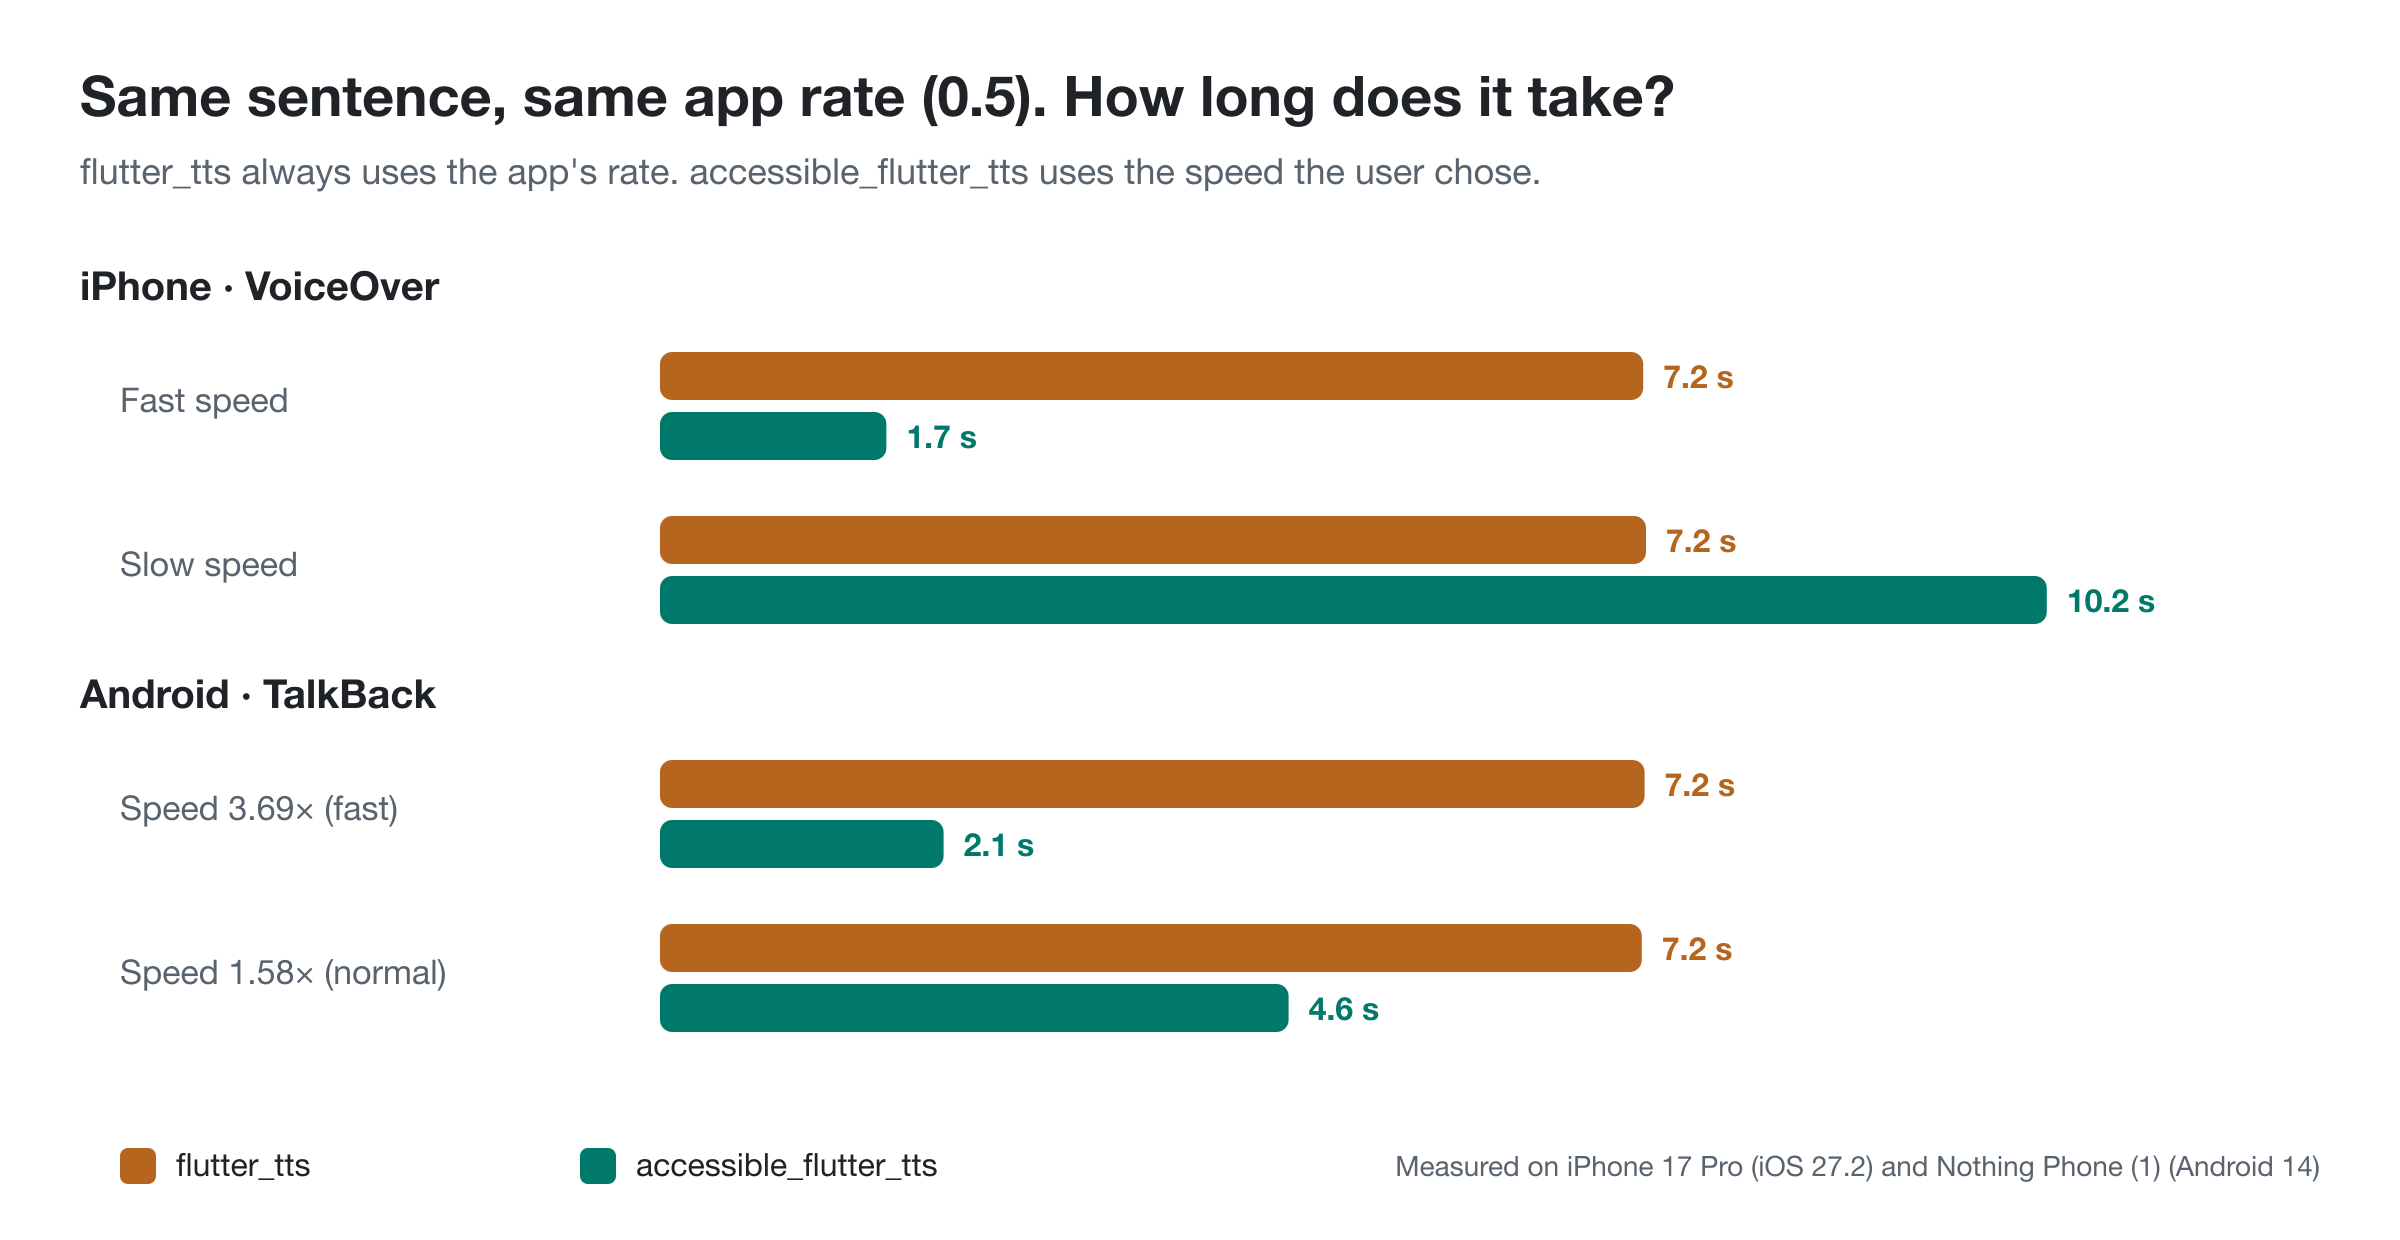 Same sentence, same app rate (0.5). How long does it take?
flutter_tts always uses the app's rate. accessible_flutter_tts uses the speed the user chose.
iPhone · VoiceOver
Fast speed
7.2 s
1.7 s
Slow speed
7.2 s
10.2 s
Android · TalkBack
Speed 3.69× (fast)
7.2 s
2.1 s
Speed 1.58× (normal)
7.2 s
4.6 s
flutter_tts
accessible_flutter_tts
Measured on iPhone 17 Pro (iOS 27.2) and Nothing Phone (1) (Android 14)